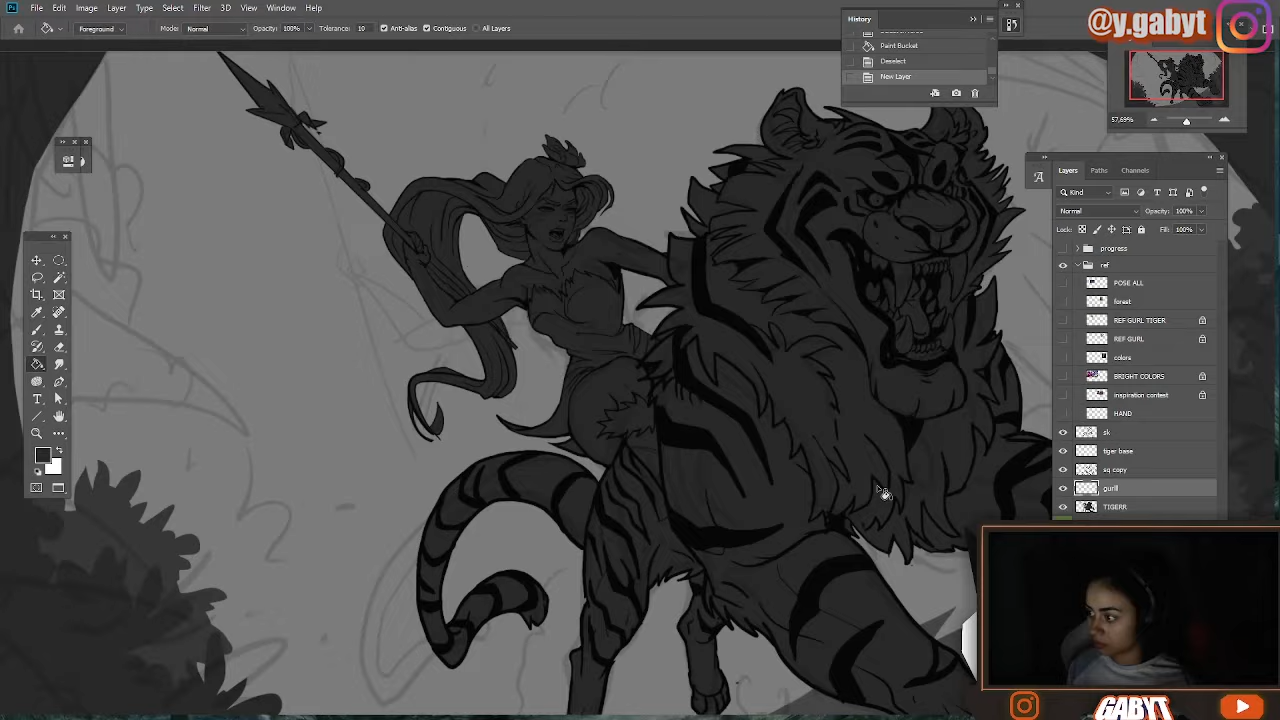 Ps File Edit Image Layer Type Select Filter 3D View Window Help
Foreground Mode: Normal Opacity: 100% Tolerance: 10 Anti-alias Contiguous All Layers
History
Paint Bucket
Deselect
New Layer
@y.gabyt
57,69%
Layers Paths Channels
Kind
Normal Opacity: 100%
Lock: Fill: 100%
progress
ref
POSE ALL
forest
REF GURL TIGER
REF GURL
colors
BRIGHT COLORS
inspiration contest
HAND
sk
tiger base
sq copy
gurill
TIGERR
GABYT